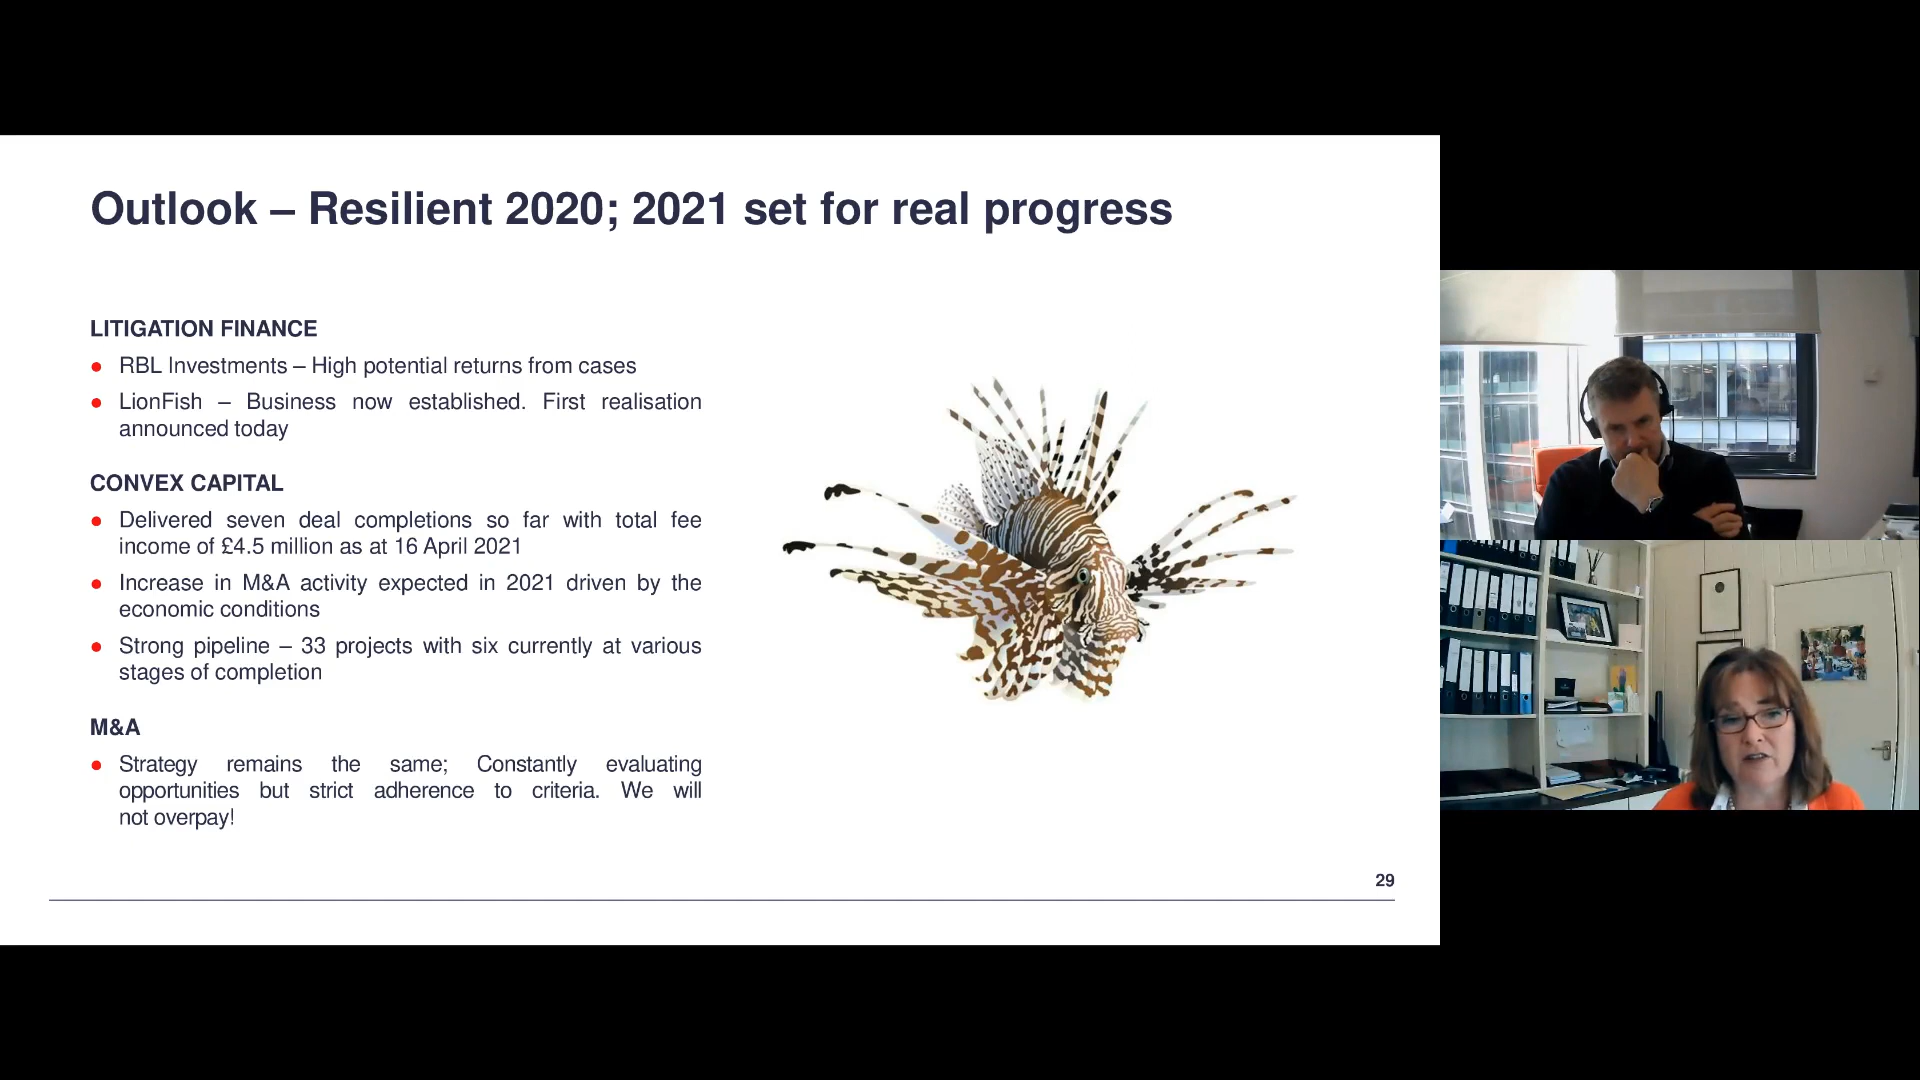 Outlook – Resilient 2020; 2021 set for real progress
LITIGATION FINANCE
● RBL Investments – High potential returns from cases
● LionFish – Business now established. First realisation
announced today
CONVEX CAPITAL
● Delivered seven deal completions so far with total fee
income of £4.5 million as at 16 April 2021
● Increase in M&A activity expected in 2021 driven by the
economic conditions
● Strong pipeline – 33 projects with six currently at various
stages of completion
M&A
● Strategy remains the same; Constantly evaluating
opportunities but strict adherence to criteria. We will
not overpay!
29